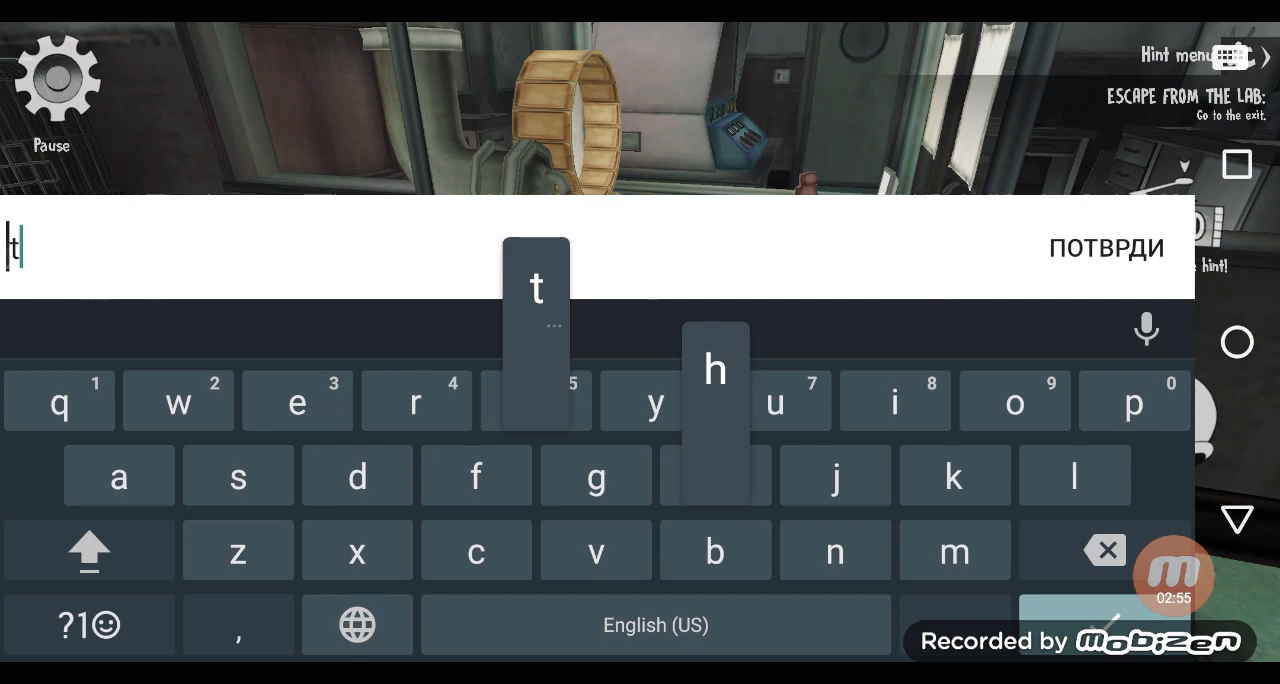 Hint menu
ESCAPE FROM THE LAB:
Go to the exit.
Pause
t
ПОТВРДИ
hint!
t
...
h
q 1 w 2 e 3 r 4 5 y u 7 i 8 o 9 p 0
a s d f g j k l
z x c v b n m
?1☺ , English (US)
02:55
Recorded by mobizen